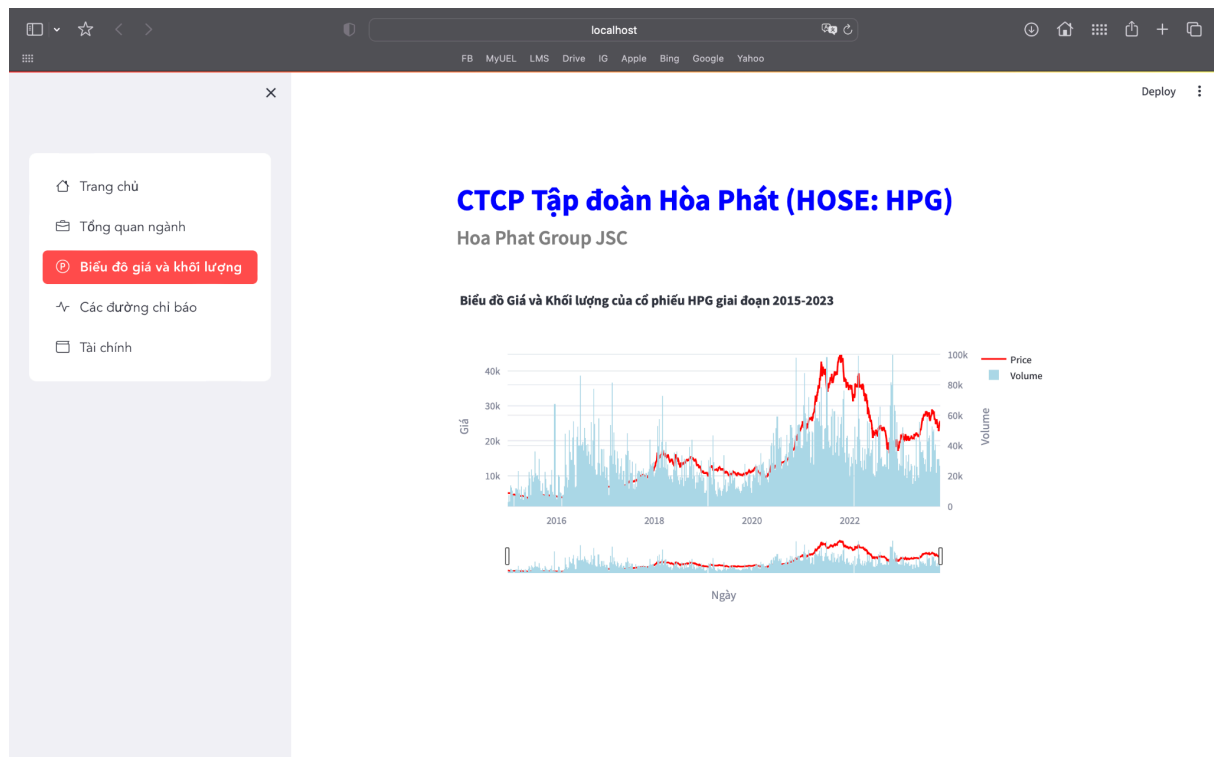 localhost
FB MyUEL LMS Drive IG Apple Bing Google Yahoo
Deploy
Trang chủ
Tổng quan ngành
Biểu đồ giá và khối lượng
Các đường chỉ báo
Tài chính
CTCP Tập đoàn Hòa Phát (HOSE: HPG)
Hoa Phat Group JSC
Biểu đồ Giá và Khối lượng của cổ phiếu HPG giai đoạn 2015-2023
Giá
40k
30k
20k
10k
100k
80k
60k
40k
20k
0
Volume
Price
Volume
2016 2018 2020 2022
Ngày